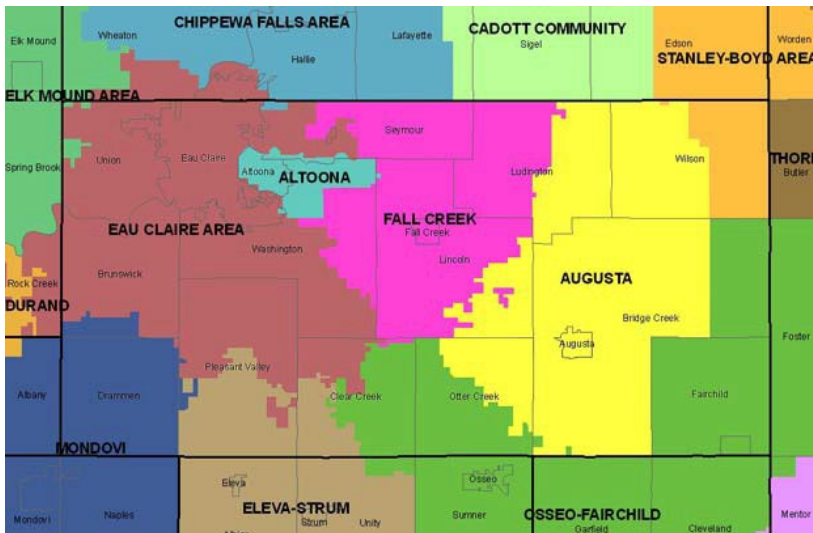 CHIPPEWA FALLS AREA
CADOTT COMMUNITY
Elk Mound
Wheaton
Lafayette
Sigel
Edson
Worden
Hallie
STANLEY-BOYD AREA
ELK MOUND AREA
Seymour
Spring Brook
Union
Eau Claire
Altoona
ALTOONA
Ludington
Wilson
THORP
Butler
EAU CLAIRE AREA
FALL CREEK
Fall Creek
Washington
Lincoln
Brunswick
AUGUSTA
Rock Creek
DURAND
Bridge Creek
Augusta
Foster
Pleasant Valley
Albany
Drammen
Clear Creek
Otter Creek
Fairchild
MONDOVI
Eleva
Osseo
Mondovi
Naples
ELEVA-STRUM
Strum
Unity
Albion
Sumner
OSSEO-FAIRCHILD
Garfield
Cleveland
Mentor